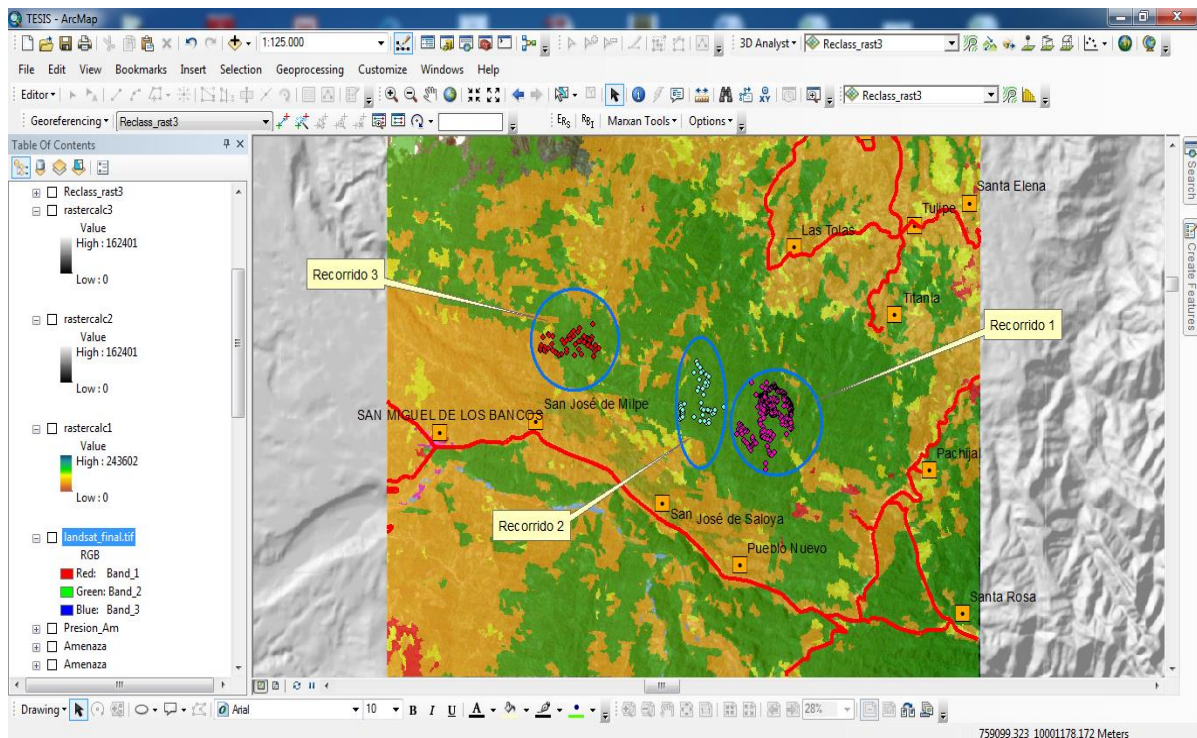 TESIS - ArcMap
1:125.000
3D Analyst
Reclass_rast3
File Edit View Bookmarks Insert Selection Geoprocessing Customize Windows Help
Editor
Reclass_rast3
Georeferencing
Reclass_rast3
Marxan Tools
Options
Table Of Contents
Reclass_rast3
rastercalc3
Value
High : 162401
Low : 0
rastercalc2
Value
High : 162401
Low : 0
rastercalc1
Value
High : 243602
Low : 0
landsat_final.tif
RGB
Red: Band_1
Green: Band_2
Blue: Band_3
Presion_Am
Amenaza
Amenaza
Santa Elena
Tulipe
Las Tolas
Recorrido 3
Titania
Recorrido 1
San José de Milpe
SAN MIGUEL DE LOS BANCOS
Pachijal
Recorrido 2
San José de Saloya
Pueblo Nuevo
Santa Rosa
Search
Create Features
Drawing
Arial
10
B I U A
28%
759099.323 10001178.172 Meters